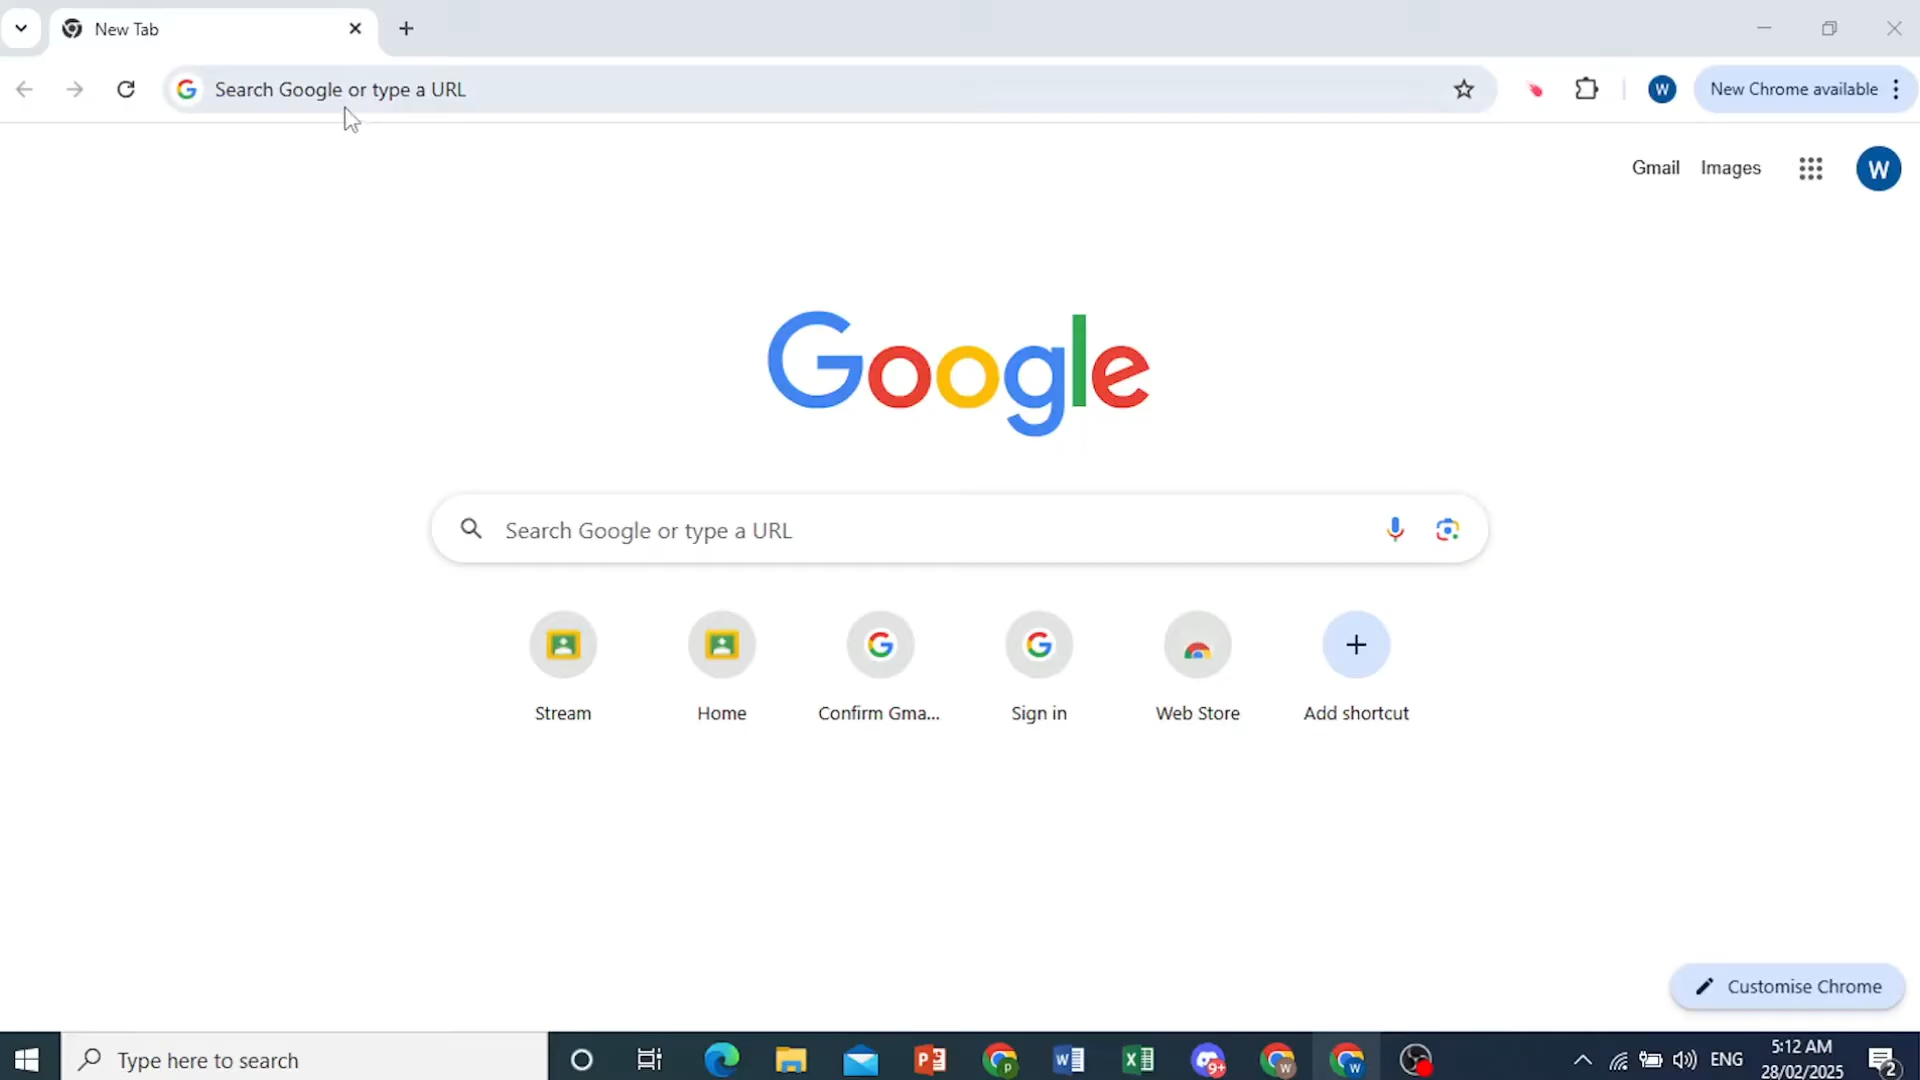 New Tab
Search Google or type a URL
W
New Chrome available
Gmail
Images
W
Google
Search Google or type a URL
Stream
Home
Confirm Gma...
Sign in
Web Store
Add shortcut
Customise Chrome
Type here to search
9+
ENG
5:12 AM
28/02/2025
2